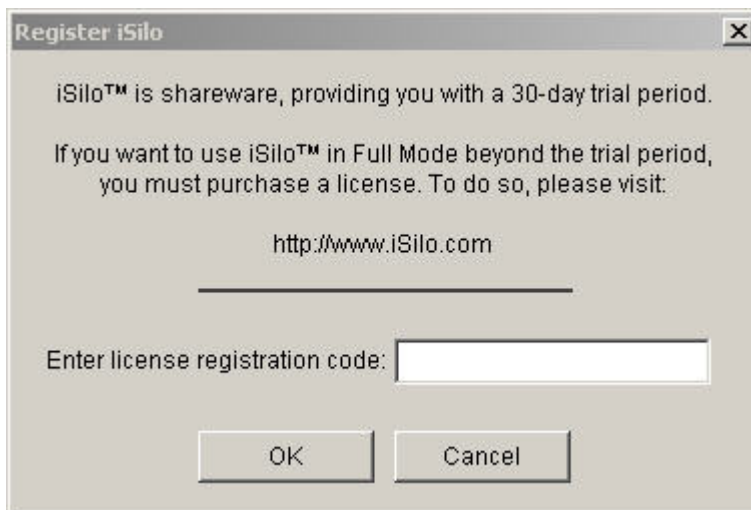 Register iSilo
iSilo™ is shareware, providing you with a 30-day trial period.
If you want to use iSilo™ in Full Mode beyond the trial period,
you must purchase a license. To do so, please visit:
http://www.iSilo.com
Enter license registration code:
OK Cancel